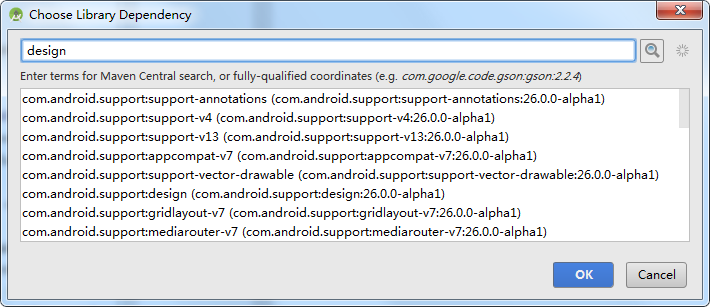 Choose Library Dependency
design
Enter terms for Maven Central search, or fully-qualified coordinates (e.g. com.google.code.gson:gson:2.2.4)
com.android.support:support-annotations (com.android.support:support-annotations:26.0.0-alpha1)
com.android.support:support-v4 (com.android.support:support-v4:26.0.0-alpha1)
com.android.support:support-v13 (com.android.support:support-v13:26.0.0-alpha1)
com.android.support:appcompat-v7 (com.android.support:appcompat-v7:26.0.0-alpha1)
com.android.support:support-vector-drawable (com.android.support:support-vector-drawable:26.0.0-alpha1)
com.android.support:design (com.android.support:design:26.0.0-alpha1)
com.android.support:gridlayout-v7 (com.android.support:gridlayout-v7:26.0.0-alpha1)
com.android.support:mediarouter-v7 (com.android.support:mediarouter-v7:26.0.0-alpha1)
OK
Cancel